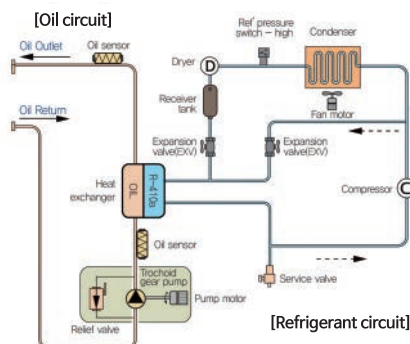 [Oil circuit]
Oil Outlet
Oil sensor
Ref' pressure
switch – high
Condenser
Dryer
D
Oil Return
Receiver
tank
Fan motor
Expansion
valve(EXV)
Expansion
valve(EXV)
Heat
exchanger
OIL
R-410a
Compressor
C
Oil sensor
Trochoid
gear pump
Pump motor
Service valve
Relief valve
[Refrigerant circuit]